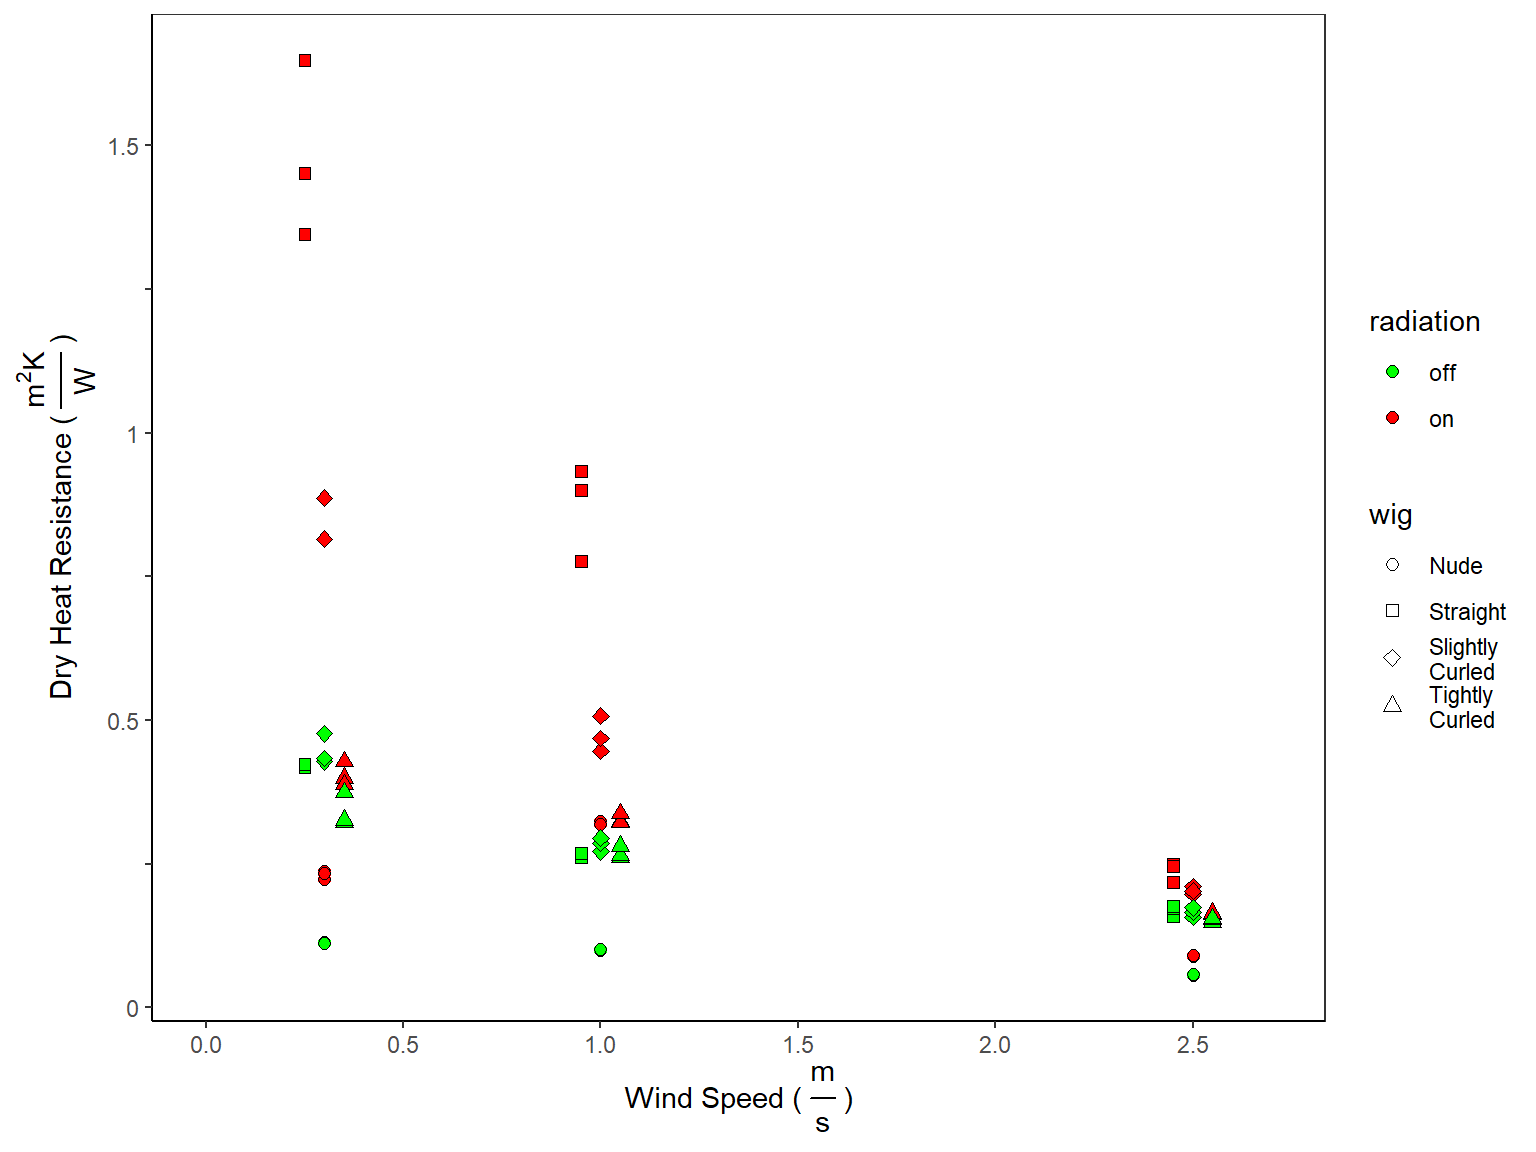 1.5
1
0.5
0
Dry Heat Resistance ( m²K / W )
0.0 0.5 1.0 1.5 2.0 2.5
Wind Speed ( m / s )
radiation
off
on
wig
Nude
Straight
Slightly
Curled
Tightly
Curled